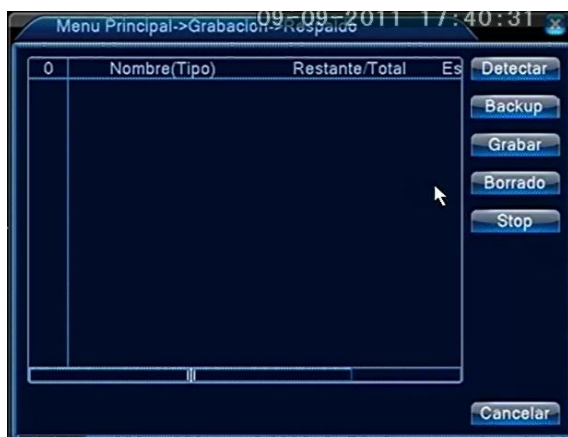 09-09-2011 17:40:31
Menu Principal->Grabacion->Respaldo
0 Nombre(Tipo) Restante/Total Es
Detectar
Backup
Grabar
Borrado
Stop
Cancelar